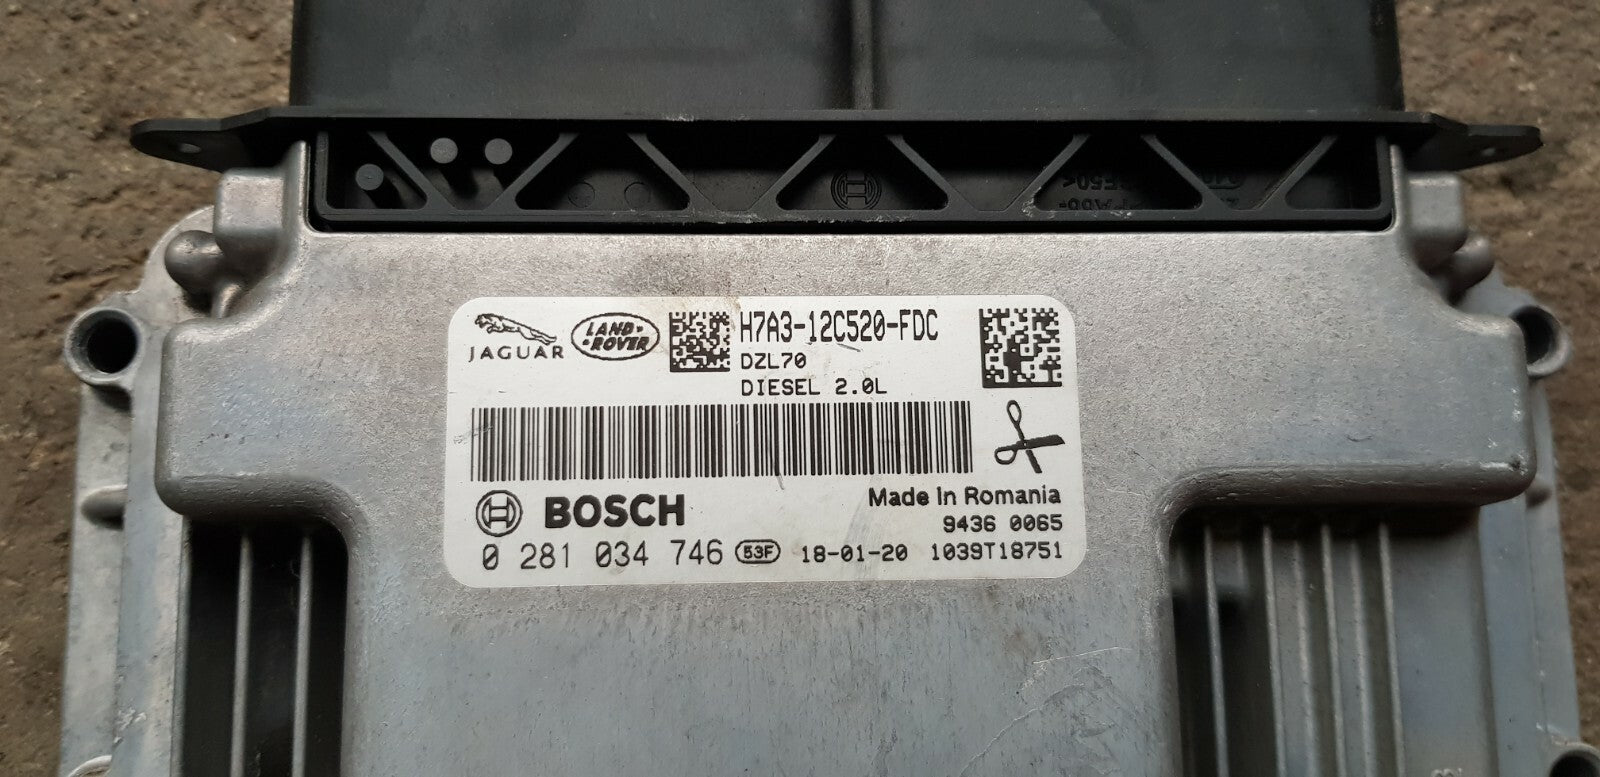 JAGUAR
LAND-
-ROVER
H7A3-12C520-FDC
DZL70
DIESEL 2.0L
BOSCH
Made In Romania
9436 0065
0 281 034 746 53F 18-01-20 1039T18751